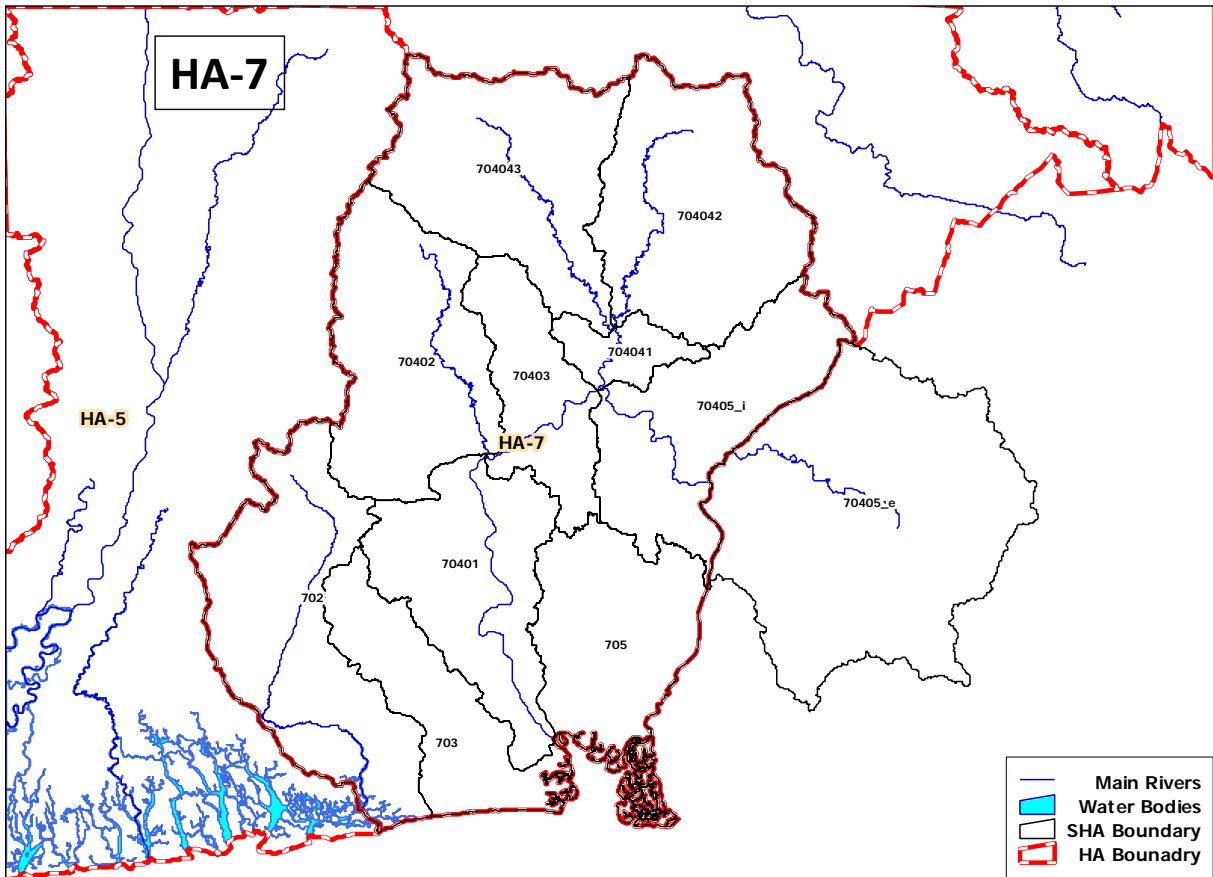 HA-7
704043
704042
704041
70402
70403
70405_i
HA-5
HA-7
70405_e
70401
702
705
703
Main Rivers
Water Bodies
SHA Boundary
HA Bounadry